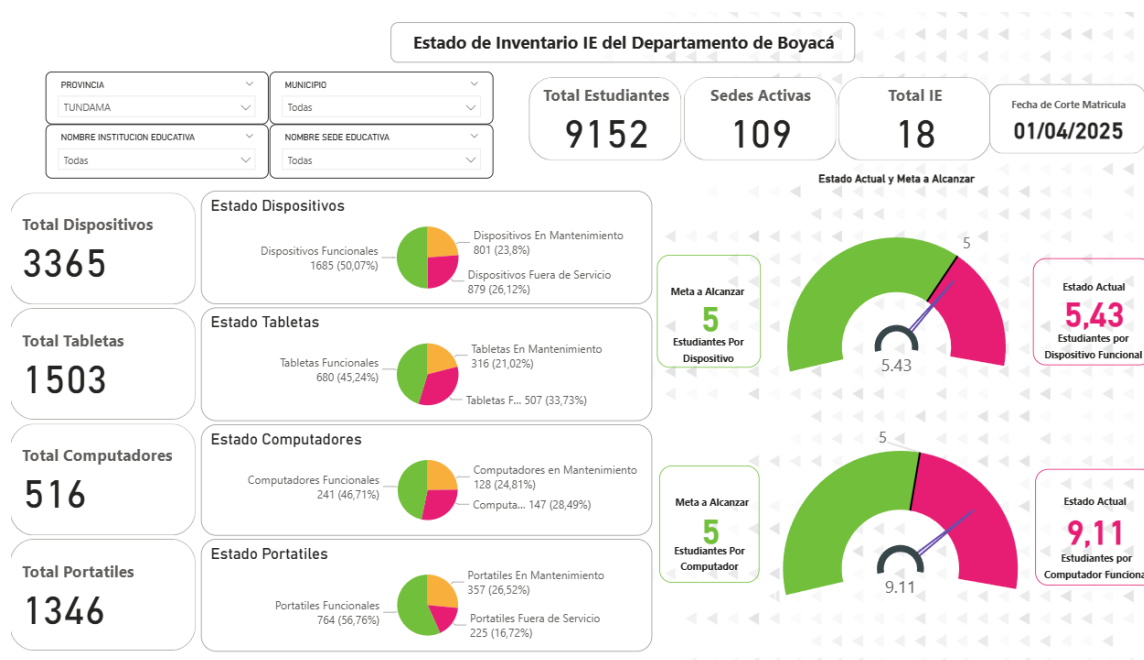 Estado de Inventario IE del Departamento de Boyacá
PROVINCIA
TUNDAMA
MUNICIPIO
Todas
NOMBRE INSTITUCION EDUCATIVA
Todas
NOMBRE SEDE EDUCATIVA
Todas
Total Estudiantes
9152
Sedes Activas
109
Total IE
18
Fecha de Corte Matricula
01/04/2025
Total Dispositivos
3365
Estado Dispositivos
Dispositivos Funcionales
1685 (50,07%)
Dispositivos En Mantenimiento
801 (23,8%)
Dispositivos Fuera de Servicio
879 (26,12%)
Total Tabletas
1503
Estado Tabletas
Tabletas Funcionales
680 (45,24%)
Tabletas En Mantenimiento
316 (21,02%)
Tabletas F... 507 (33,73%)
Total Computadores
516
Estado Computadores
Computadores Funcionales
241 (46,71%)
Computadores en Mantenimiento
128 (24,81%)
Computa... 147 (28,49%)
Total Portatiles
1346
Estado Portatiles
Portatiles Funcionales
764 (56,76%)
Portatiles En Mantenimiento
357 (26,52%)
Portatiles Fuera de Servicio
225 (16,72%)
Estado Actual y Meta a Alcanzar
Meta a Alcanzar
5
Estudiantes Por
Dispositivo
5
5.43
Estado Actual
5,43
Estudiantes por
Dispositivo Funcional
Meta a Alcanzar
5
Estudiantes Por
Computador
5
9.11
Estado Actual
9,11
Estudiantes por
Computador Funciona